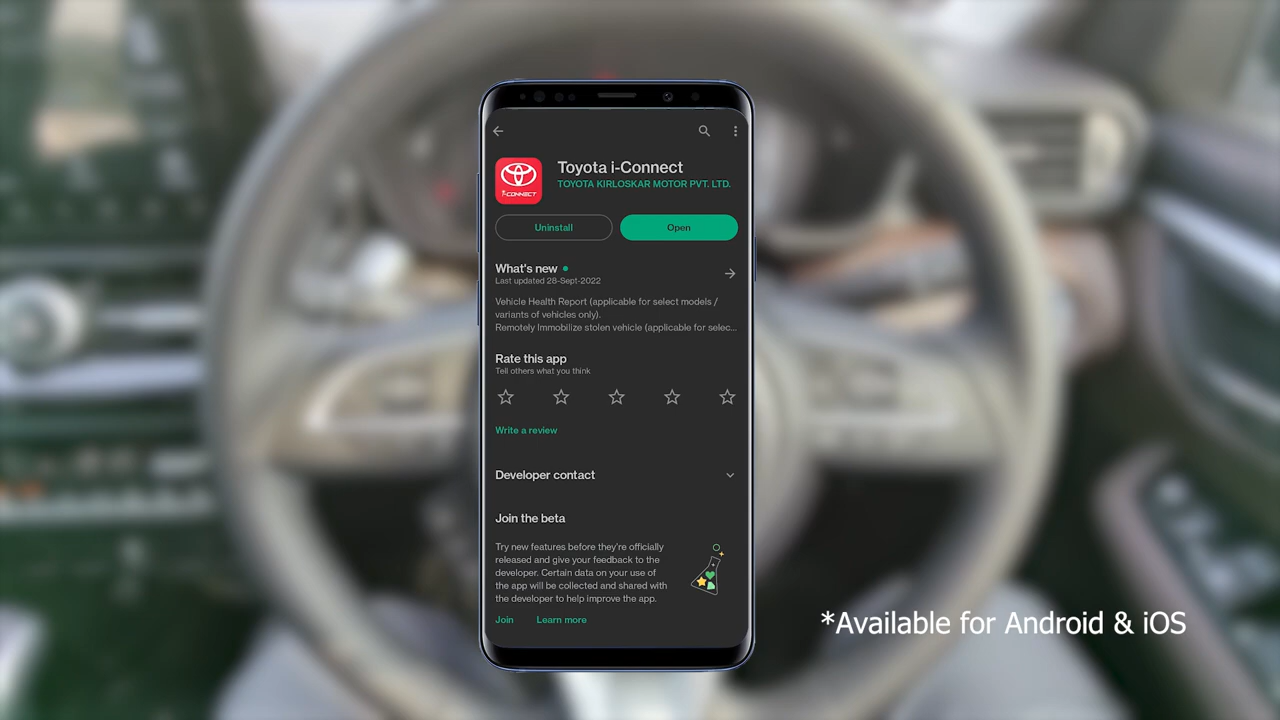 Toyota i-Connect
TOYOTA KIRLOSKAR MOTOR PVT. LTD.
i-CONNECT
Uninstall
Open
What's new
Last updated 28-Sept-2022
Vehicle Health Report (applicable for select models /
variants of vehicles only).
Remotely Immobilize stolen vehicle (applicable for selec...
Rate this app
Tell others what you think
Write a review
Developer contact
Join the beta
Try new features before they're officially
released and give your feedback to the
developer. Certain data on your use of
the app will be collected and shared with
the developer to help improve the app.
Join
Learn more
*Available for Android & iOS